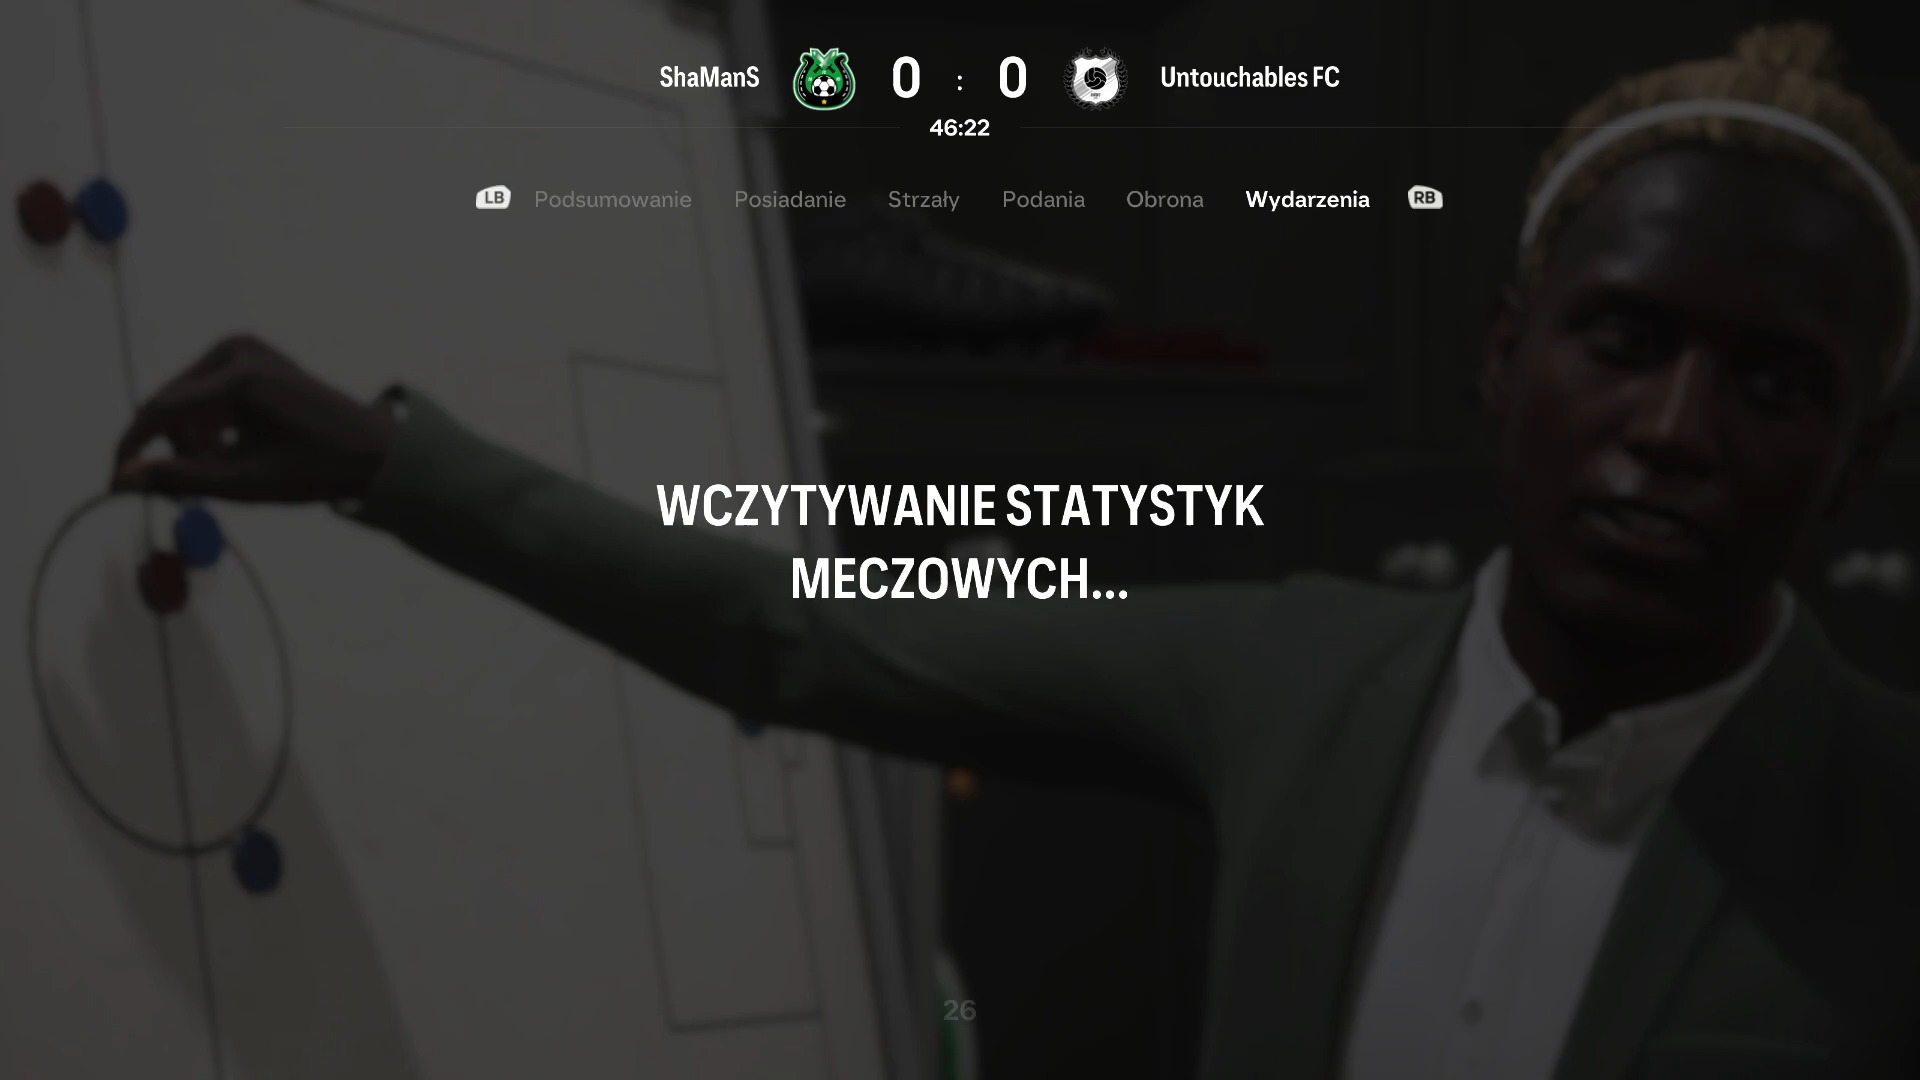 ShaManS 0 : 0 Untouchables FC
46:22
LB Podsumowanie Posiadanie Strzały Podania Obrona Wydarzenia RB
WCZYTYWANIE STATYSTYK
MECZOWYCH...
26